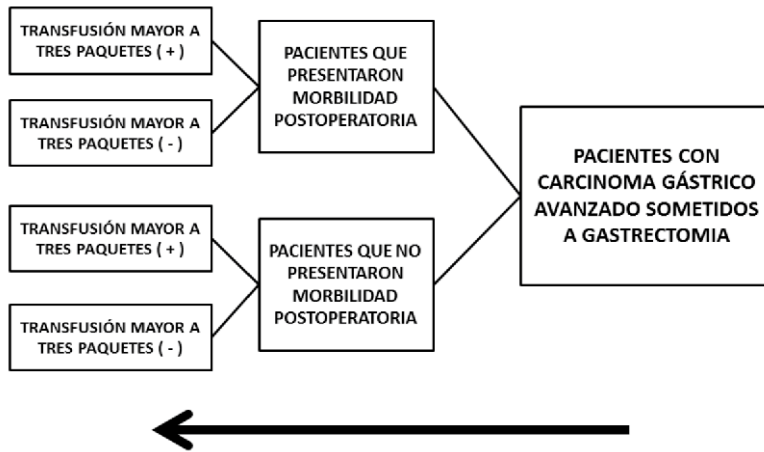 TRANSFUSIÓN MAYOR A
TRES PAQUETES ( + )
TRANSFUSIÓN MAYOR A
TRES PAQUETES ( - )
TRANSFUSIÓN MAYOR A
TRES PAQUETES ( + )
TRANSFUSIÓN MAYOR A
TRES PAQUETES ( - )
PACIENTES QUE
PRESENTARON
MORBILIDAD
POSTOPERATORIA
PACIENTES QUE NO
PRESENTARON
MORBILIDAD
POSTOPERATORIA
PACIENTES CON
CARCINOMA GÁSTRICO
AVANZADO SOMETIDOS
A GASTRECTOMIA